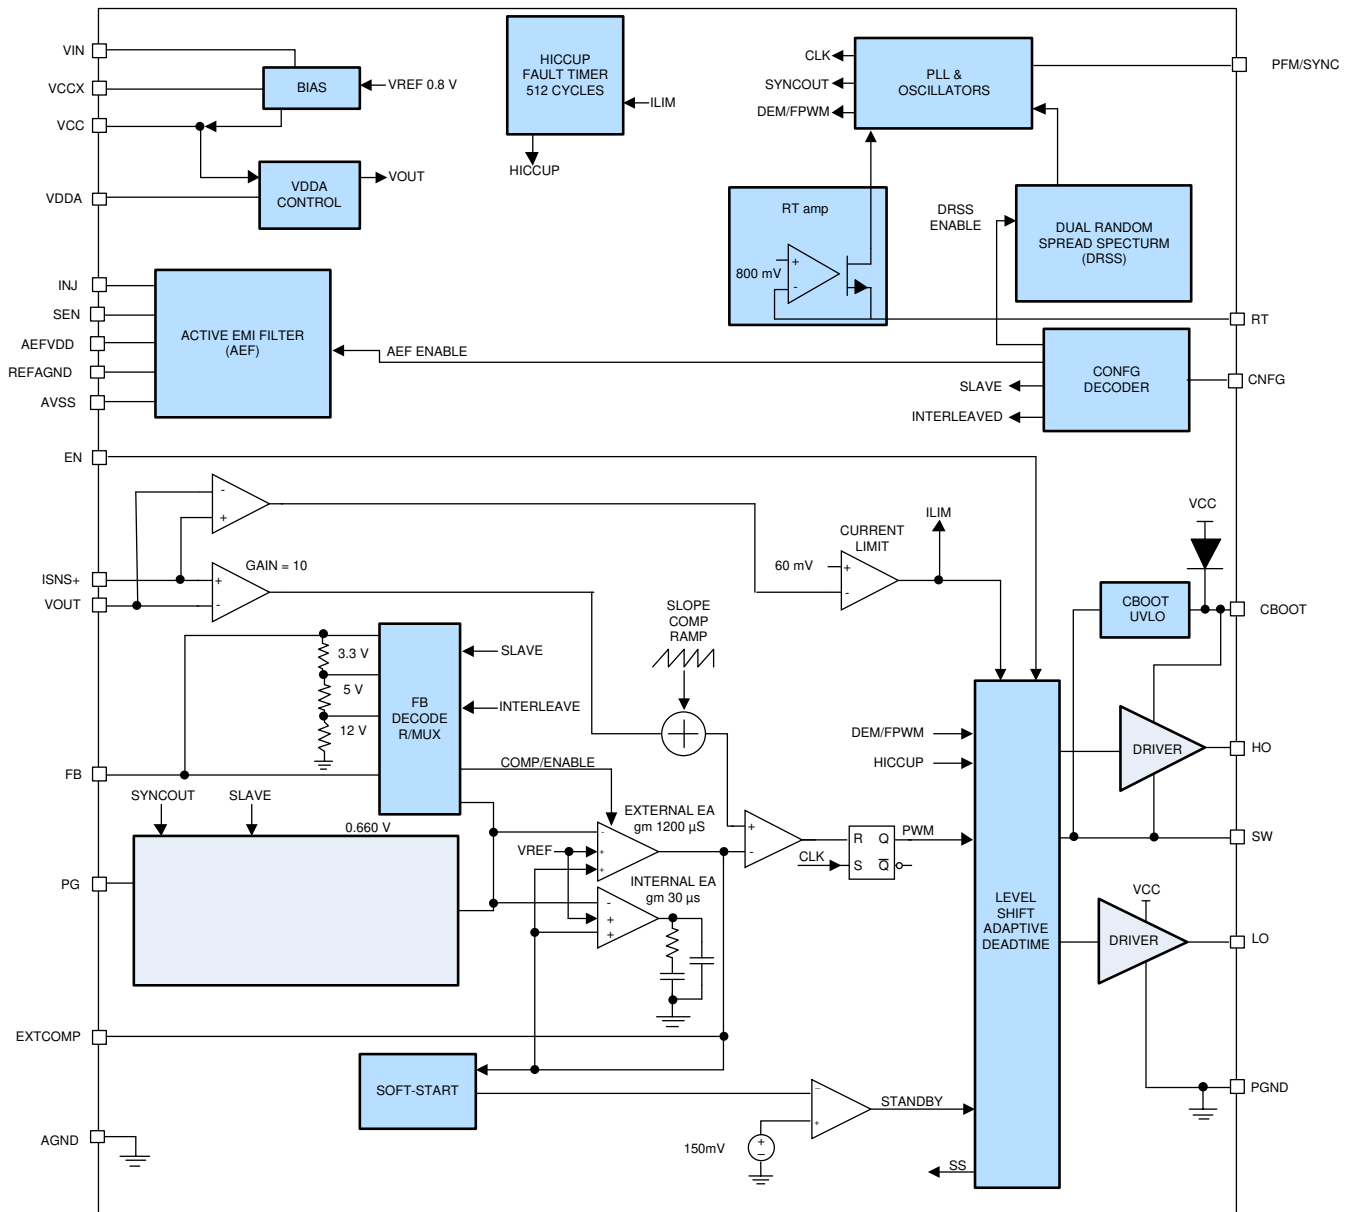 VIN
VCCX
VCC
VDDA
BIAS
VREF 0.8 V
VDDA
CONTROL
VOUT
HICCUP
FAULT TIMER
512 CYCLES
ILIM
HICCUP
CLK
SYNCOUT
DEM/FPWM
PLL &
OSCILLATORS
PFM/SYNC
RT amp
800 mV
+
-
DRSS
ENABLE
DUAL RANDOM
SPREAD SPECTURM
(DRSS)
RT
INJ
SEN
AEFVDD
REFAGND
AVSS
ACTIVE EMI FILTER
(AEF)
AEF ENABLE
SLAVE
INTERLEAVED
CONFG
DECODER
CNFG
EN
-
+
ISNS+
VOUT
+
-
GAIN = 10
60 mV
+
-
CURRENT
LIMIT
ILIM
VCC
CBOOT
UVLO
CBOOT
SLOPE
COMP
RAMP
3.3 V
5 V
12 V
FB
DECODE
R/MUX
SLAVE
INTERLEAVE
COMP/ENABLE
FB
SYNCOUT
SLAVE
0.660 V
PG
VREF
EXTERNAL EA
gm 1200 µS
-
+
+
INTERNAL EA
gm 30 µs
-
+
+
+
-
CLK
R Q
S Q
PWM
DEM/FPWM
HICCUP
LEVEL
SHIFT
ADAPTIVE
DEADTIME
DRIVER
HO
SW
VCC
DRIVER
LO
PGND
EXTCOMP
SOFT-START
AGND
150mV
+
−
−
+
STANDBY
SS